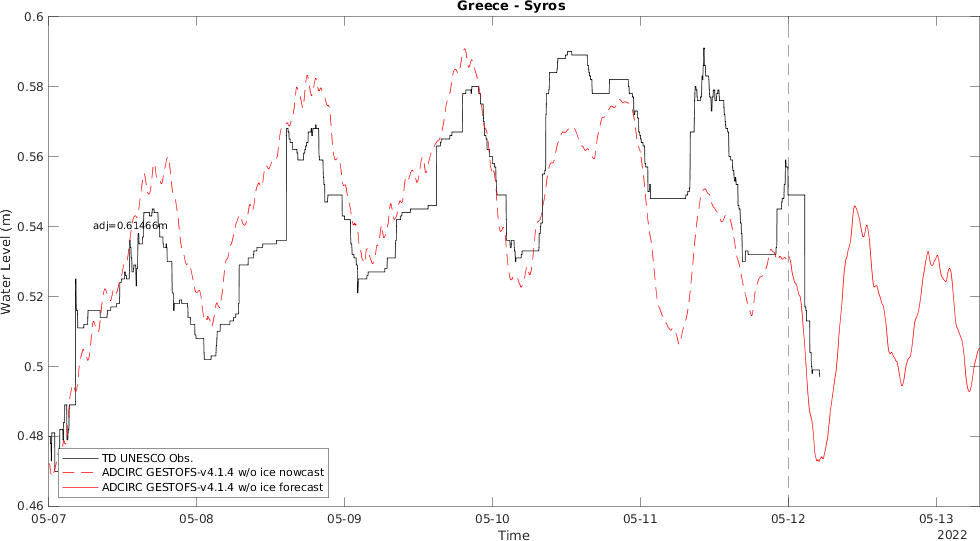 Greece - Syros
0.6
0.58
0.56
0.54
0.52
0.5
0.48
0.46
Water Level (m)
adj=0.61466m
TD UNESCO Obs.
ADCIRC GESTOFS-v4.1.4 w/o ice nowcast
ADCIRC GESTOFS-v4.1.4 w/o ice forecast
05-07 05-08 05-09 05-10 05-11 05-12 05-13
Time
2022